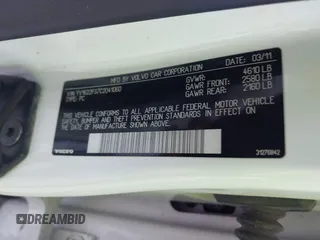 MFD. BY VOLVO CAR CORPORATION 03/11
TYPE: PC
GVWR: 4610 LB
GAWR FRONT: 2580 LB
GAWR REAR: 2160 LB
THIS VEHICLE CONFORMS TO ALL APPLICABLE FEDERAL MOTOR VEHICLE
SAFETY, BUMPER AND THEFT PREVENTION STANDARDS IN EFFECT ON
THE DATE OF MANUFACTURE SHOWN ABOVE.
VOLVO
DREAMBID